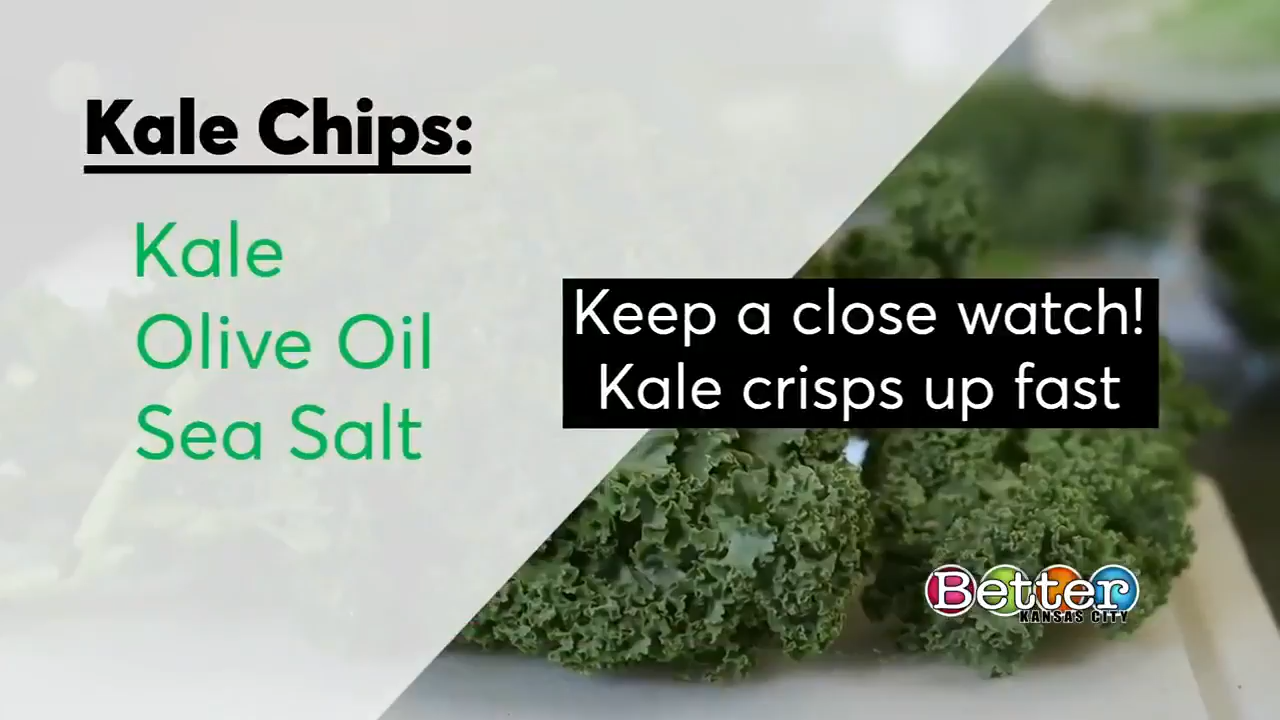 Kale Chips:
Kale
Olive Oil
Sea Salt
Keep a close watch!
Kale crisps up fast
Better
KANSAS CITY